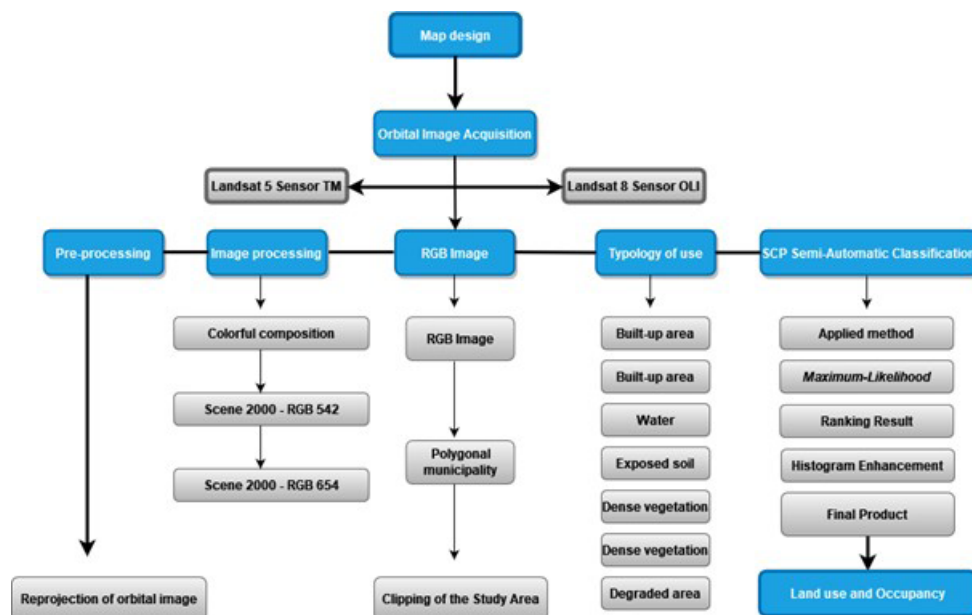 Map design
Orbital Image Acquisition
Landsat 5 Sensor TM
Landsat 8 Sensor OLI
Pre-processing
Image processing
RGB Image
Typology of use
SCP Semi-Automatic Classification
Colorful composition
Scene 2000 - RGB 542
Scene 2000 - RGB 654
Reprojection of orbital image
RGB Image
Polygonal
municipality
Clipping of the Study Area
Built-up area
Built-up area
Water
Exposed soil
Dense vegetation
Dense vegetation
Degraded area
Applied method
Maximum-Likelihood
Ranking Result
Histogram Enhancement
Final Product
Land use and Occupancy